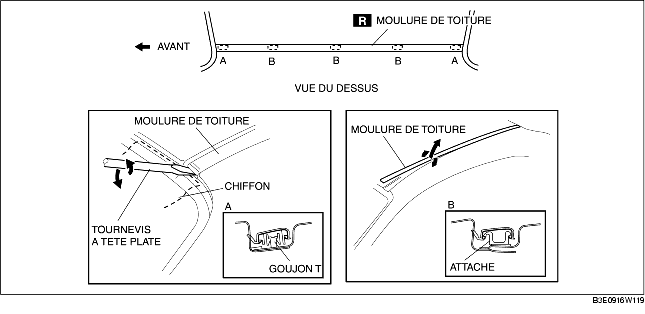 R MOULURE DE TOITURE
AVANT
A B B B A
VUE DU DESSUS
MOULURE DE TOITURE
CHIFFON
TOURNEVIS
A TETE PLATE
A
GOUJON T
MOULURE DE TOITURE
B
ATTACHE
B3E0916W119